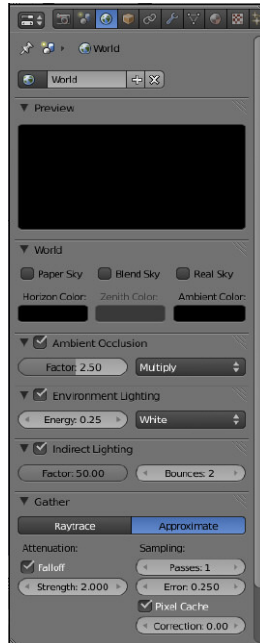 World
World
Preview
World
Paper Sky Blend Sky Real Sky
Horizon Color: Zenith Color: Ambient Color:
Ambient Occlusion
Factor: 2.50 Multiply
Environment Lighting
Energy: 0.25 White
Indirect Lighting
Factor: 50.00 Bounces: 2
Gather
Raytrace Approximate
Attenuation: Sampling:
Falloff Passes: 1
Strength: 2.000 Error: 0.250
Pixel Cache
Correction: 0.00